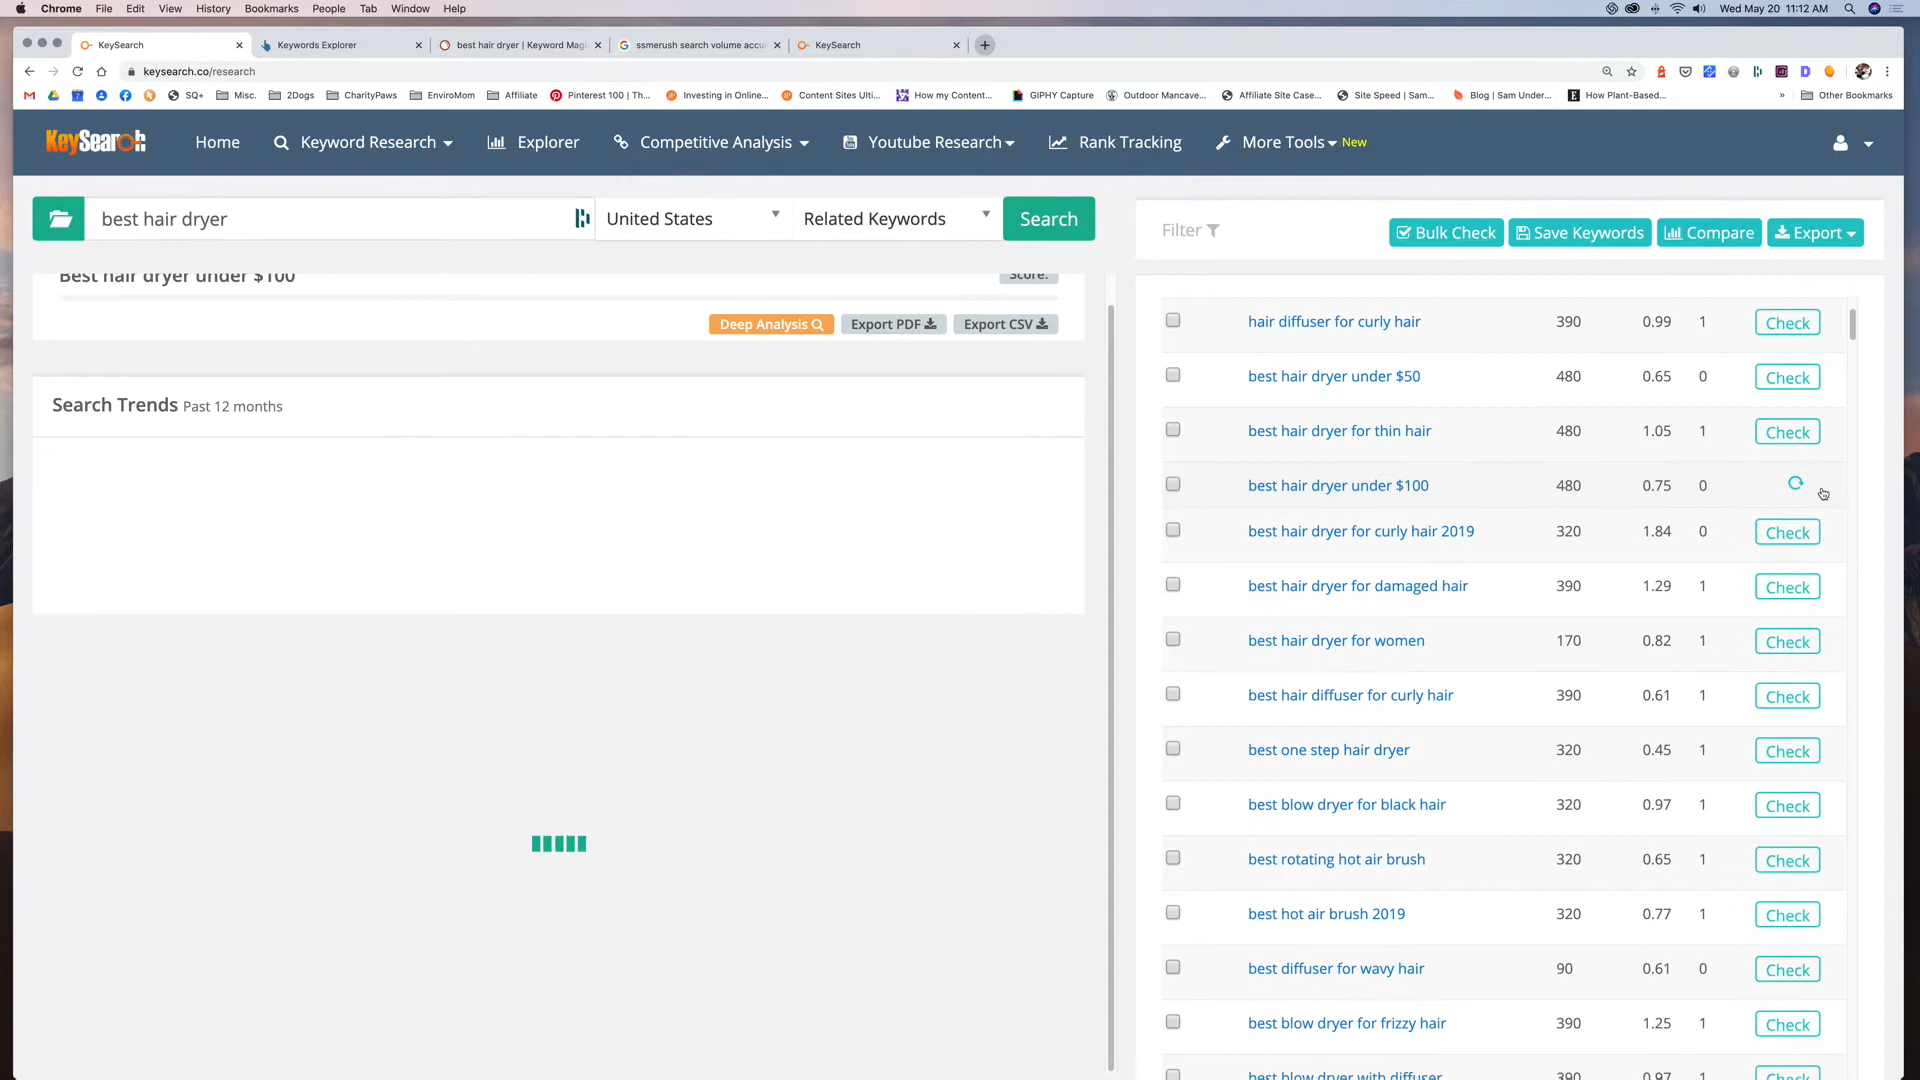 Chrome File Edit View History Bookmarks People Tab Window Help Wed May 20 11:12 AM
KeySearch Keywords Explorer best hair dryer | Keyword Mag ssmerush search volume accu KeySearch
keysearch.co/research
SQ+ Misc. 2Dogs CharityPaws EnviroMom Affiliate Pinterest 100 | Th... Investing in Online... Content Sites Ulti... How my Content... GIPHY Capture Outdoor Mancave... Affiliate Site Case... Site Speed | Sam... Blog | Sam Under... How Plant-Based... » Other Bookmarks
KeySearch Home Keyword Research Explorer Competitive Analysis Youtube Research Rank Tracking More Tools New
best hair dryer United States Related Keywords Search
Filter Bulk Check Save Keywords Compare Export
Best hair dryer under $100 Score:
Deep Analysis Export PDF Export CSV
Search Trends Past 12 months
hair diffuser for curly hair 390 0.99 1 Check
best hair dryer under $50 480 0.65 0 Check
best hair dryer for thin hair 480 1.05 1 Check
best hair dryer under $100 480 0.75 0
best hair dryer for curly hair 2019 320 1.84 0 Check
best hair dryer for damaged hair 390 1.29 1 Check
best hair dryer for women 170 0.82 1 Check
best hair diffuser for curly hair 390 0.61 1 Check
best one step hair dryer 320 0.45 1 Check
best blow dryer for black hair 320 0.97 1 Check
best rotating hot air brush 320 0.65 1 Check
best hot air brush 2019 320 0.77 1 Check
best diffuser for wavy hair 90 0.61 0 Check
best blow dryer for frizzy hair 390 1.25 1 Check
best blow dryer with diffuser 390 0.97 1 Check